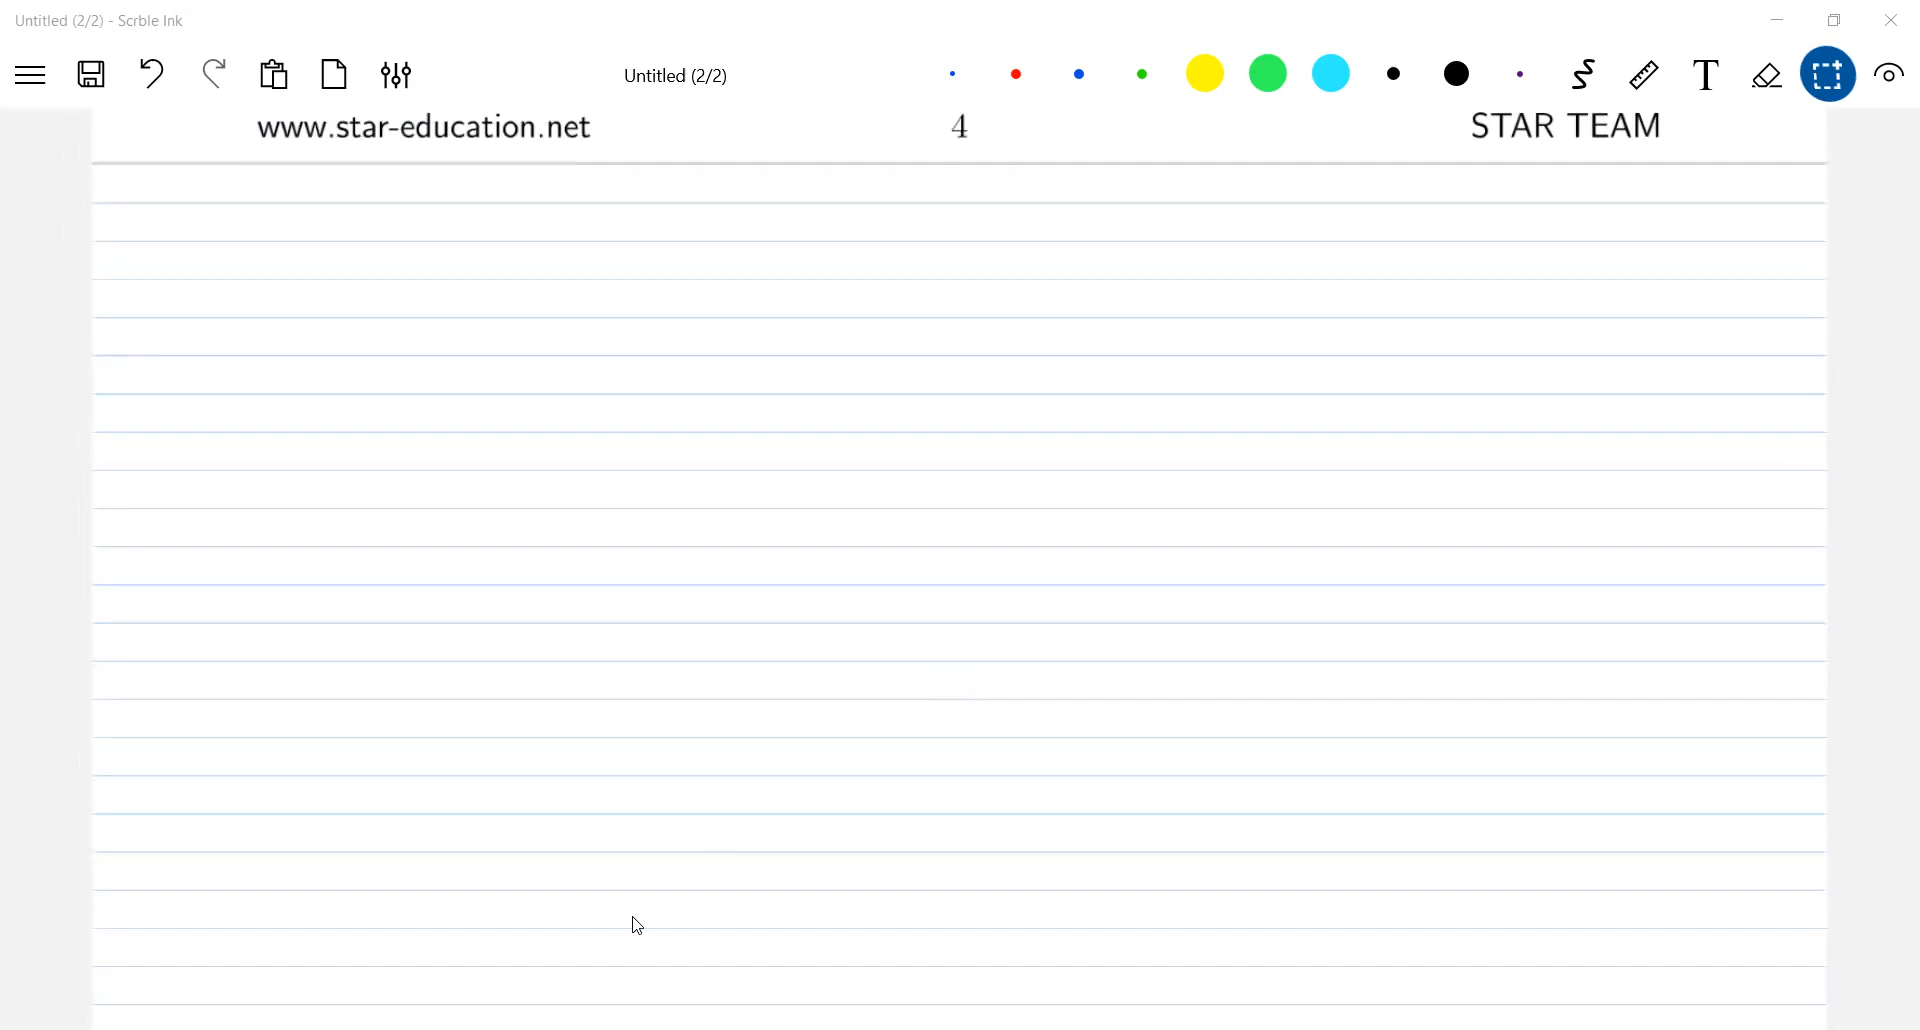 Untitled (2/2) - Scrble Ink
Untitled (2/2)
T
www.star-education.net 4 STAR TEAM